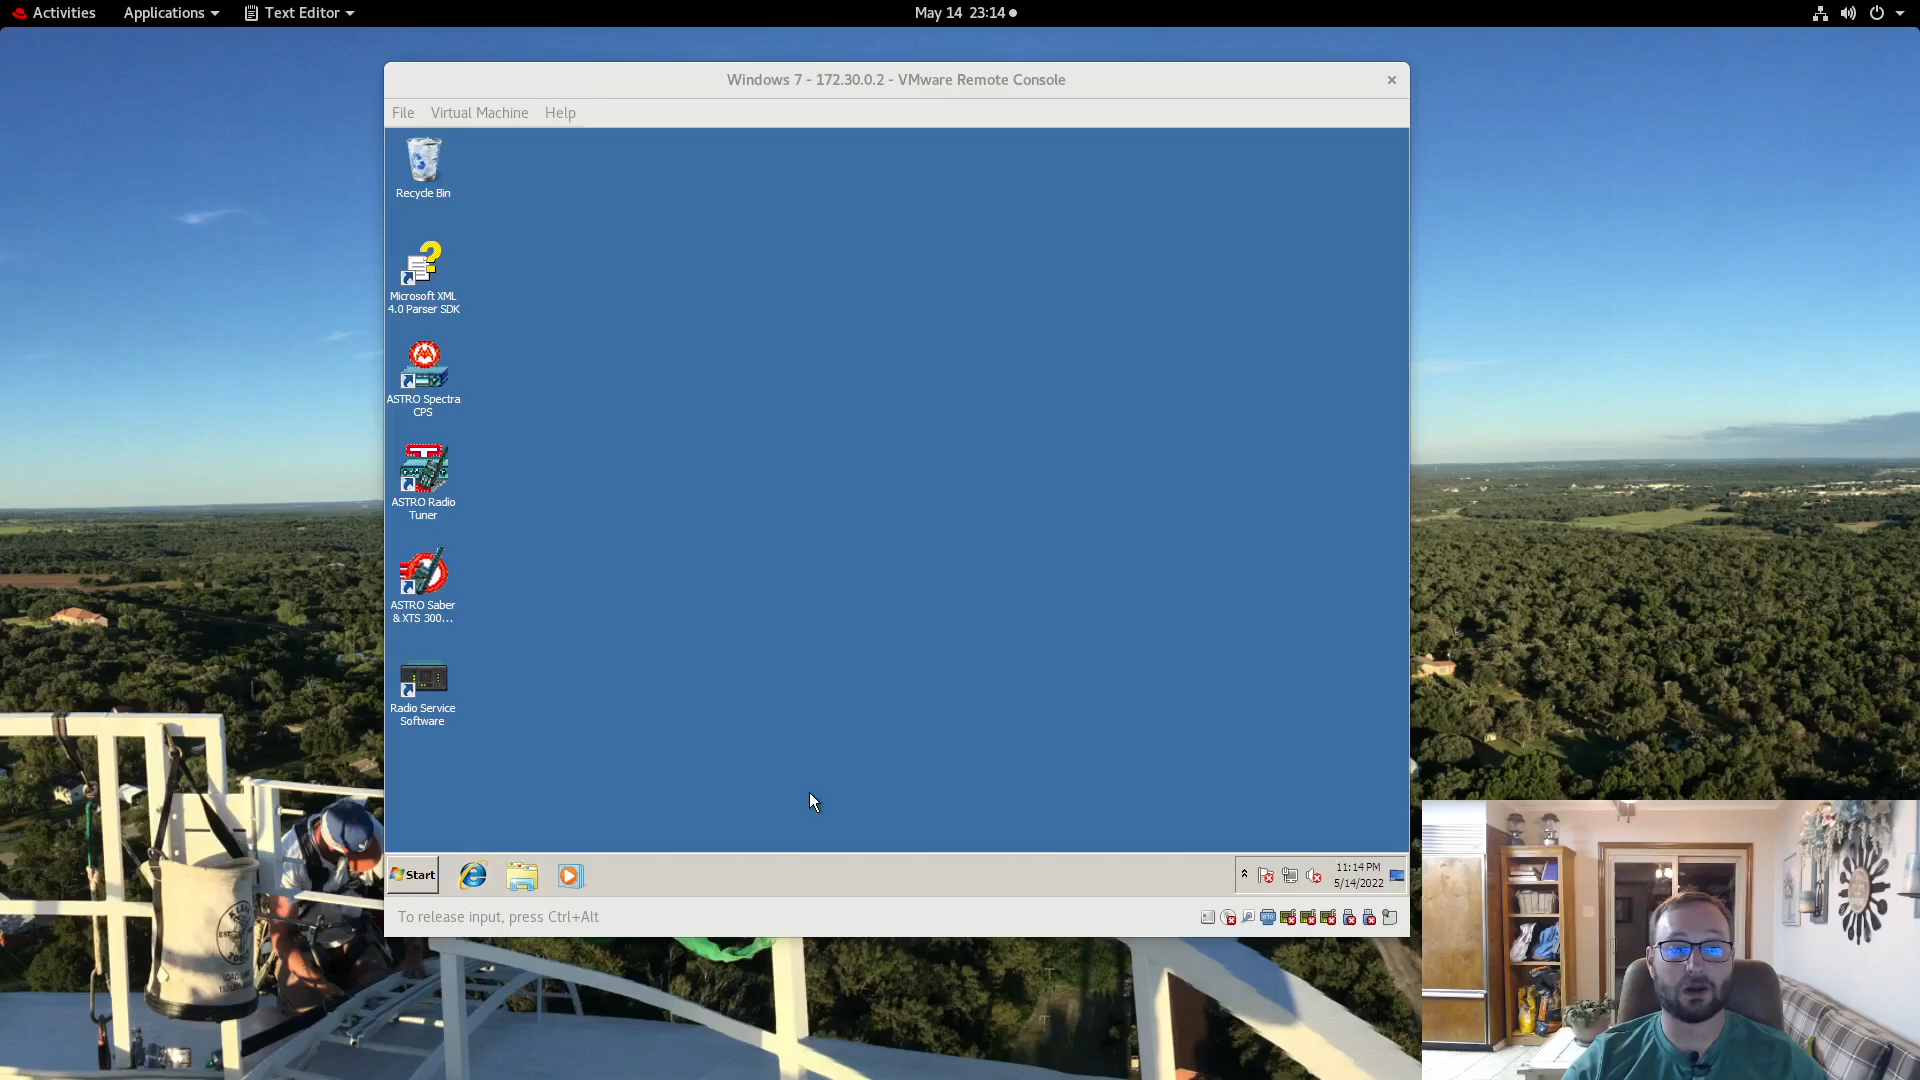 Activities Applications Text Editor May 14 23:14
Windows 7 - 172.30.0.2 - VMware Remote Console
File Virtual Machine Help
Recycle Bin
Microsoft XML
4.0 Parser SDK
ASTRO Spectra
CPS
ASTRO Radio
Tuner
ASTRO Saber
& XTS 300...
Radio Service
Software
Start
11:14 PM
5/14/2022
To release input, press Ctrl+Alt